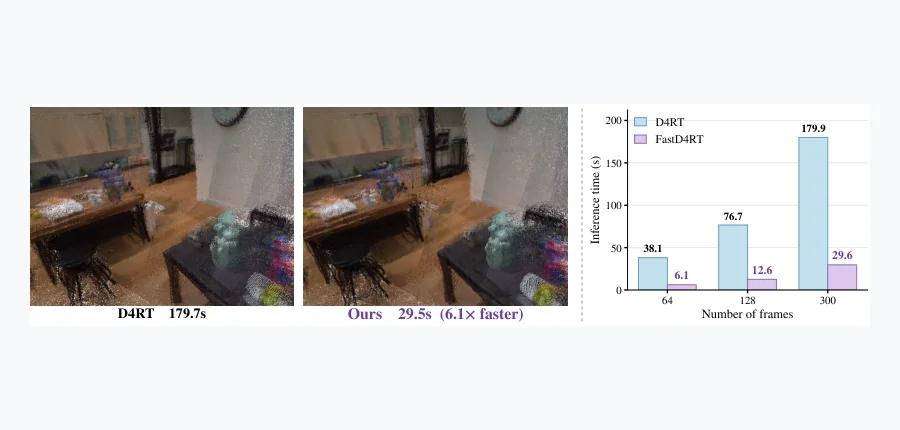 D4RT 179.7s
Ours 29.5s (6.1× faster)
D4RT
FastD4RT
Inference time (s)
200
150
100
50
0
38.1
6.1
76.7
12.6
179.9
29.6
64
128
300
Number of frames